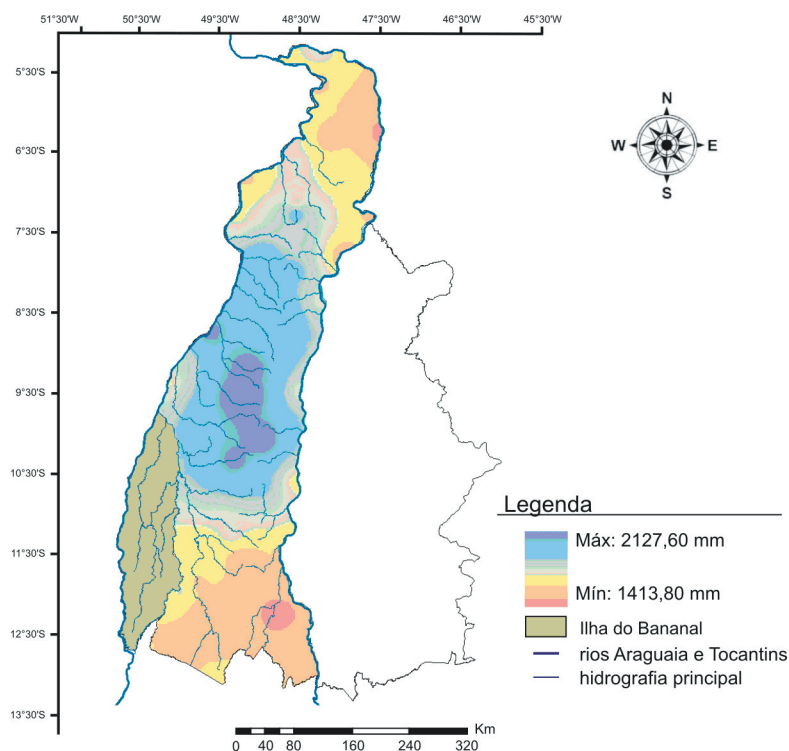 51°30'W 50°30'W 49°30'W 48°30'W 47°30'W 46°30'W 45°30'W
5°30'S
6°30'S
7°30'S
8°30'S
9°30'S
10°30'S
11°30'S
12°30'S
13°30'S
N
W E
S
Legenda
Máx: 2127,60 mm
Mín: 1413,80 mm
Ilha do Bananal
rios Araguaia e Tocantins
hidrografia principal
Km
0 40 80 160 240 320